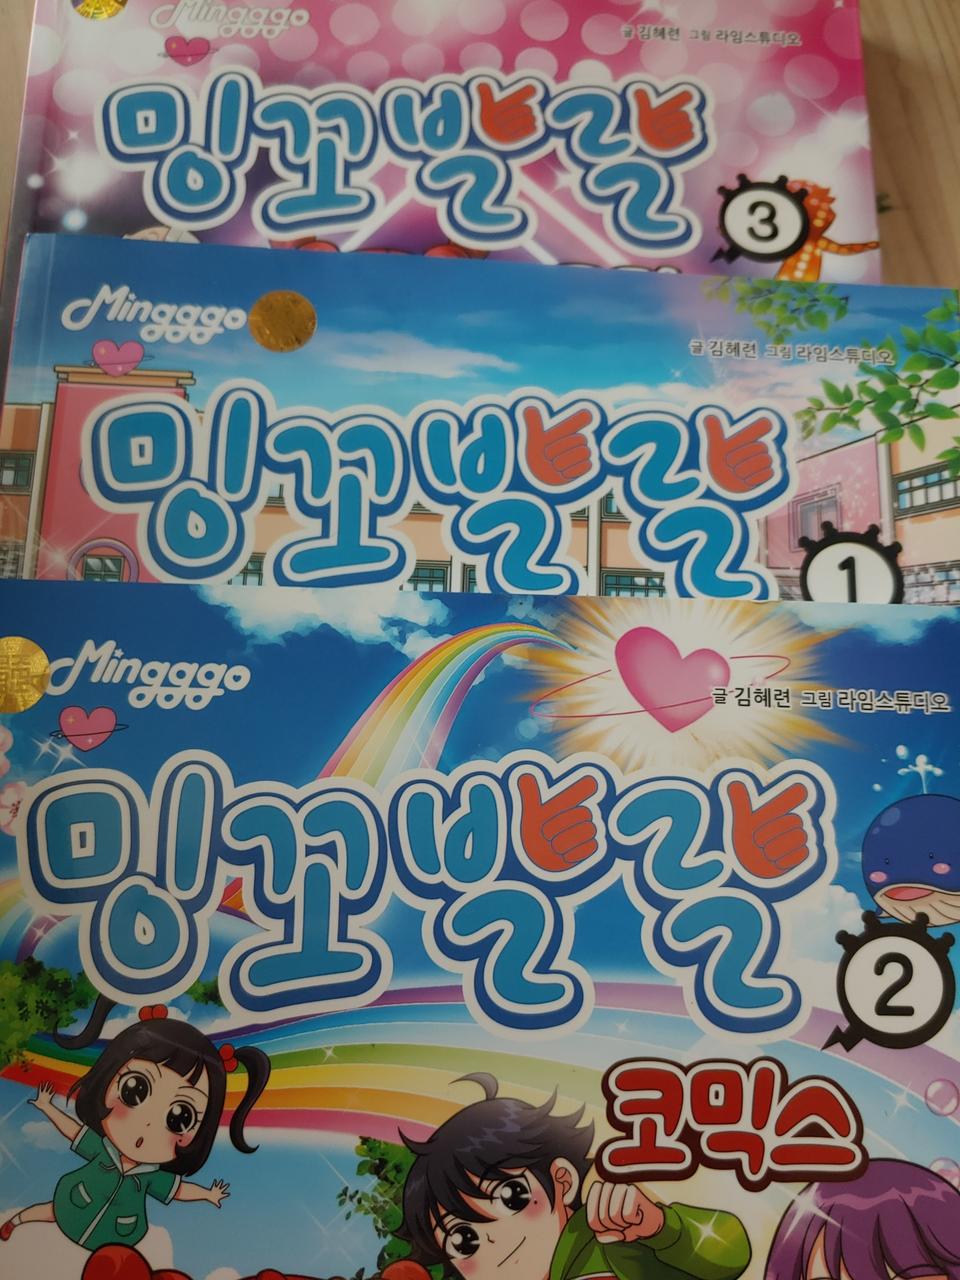 Mingggo
글 김혜련 그림 라임스튜디오
밍꼬발랄
3
Mingggo
글 김혜련 그림 라임스튜디오
밍꼬발랄
1
Mingggo
글 김혜련 그림 라임스튜디오
밍꼬발랄
2
코믹스